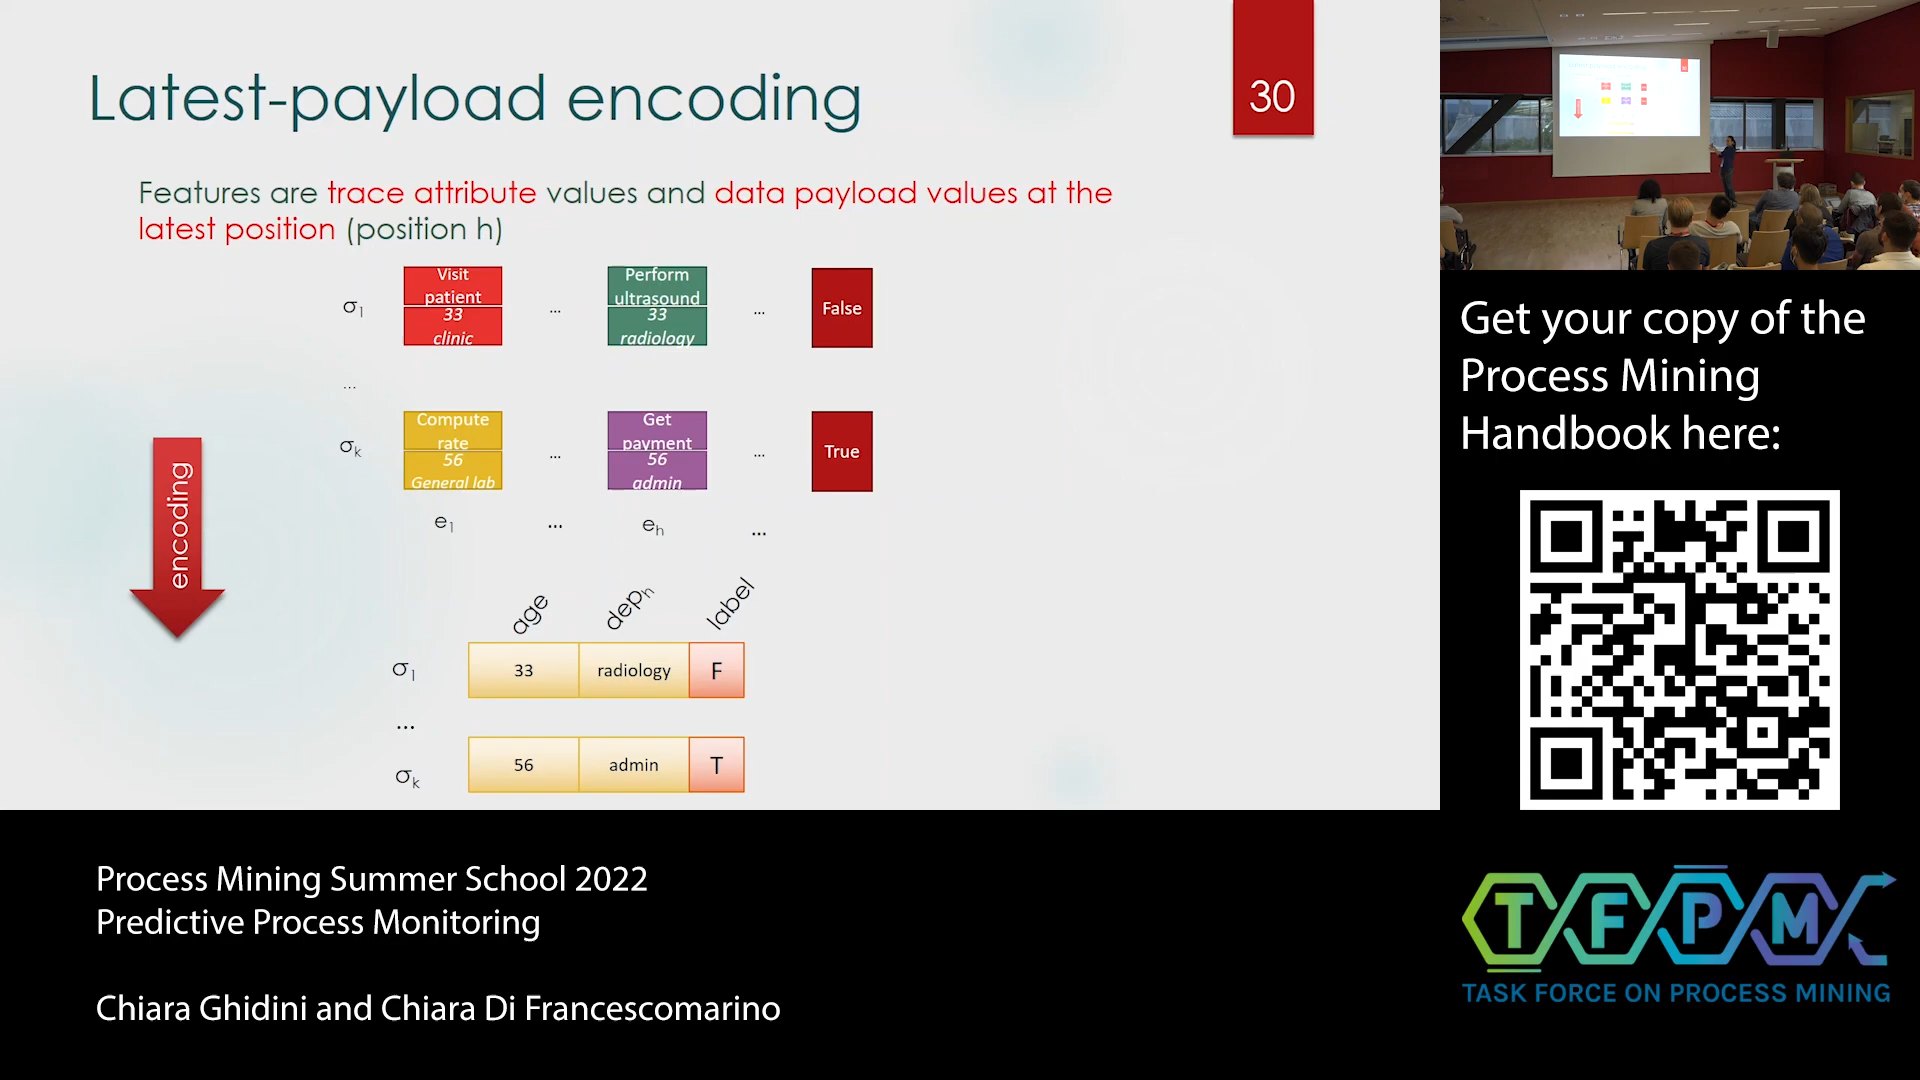 Latest-payload encoding
30
Features are trace attribute values and data payload values at the
latest position (position h)
σ1
Visit
patient
33
clinic
...
Perform
ultrasound
33
radiology
...
False
...
σk
Compute
rate
56
General lab
...
Get
payment
56
admin
...
True
e1
...
eh
...
encoding
age
deph
label
σ1
33
radiology
F
...
σk
56
admin
T
Get your copy of the
Process Mining
Handbook here:
Process Mining Summer School 2022
Predictive Process Monitoring
Chiara Ghidini and Chiara Di Francescomarino
TFPM
TASK FORCE ON PROCESS MINING